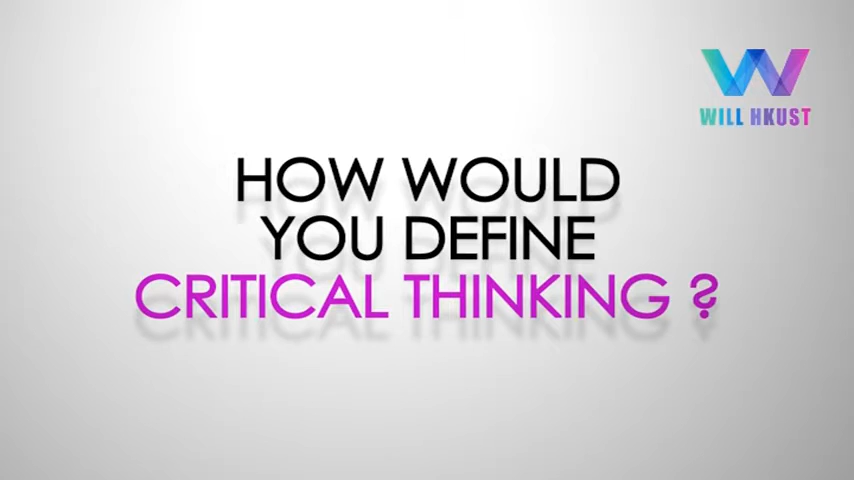 WILL HKUST
HOW WOULD
YOU DEFINE
CRITICAL THINKING ?